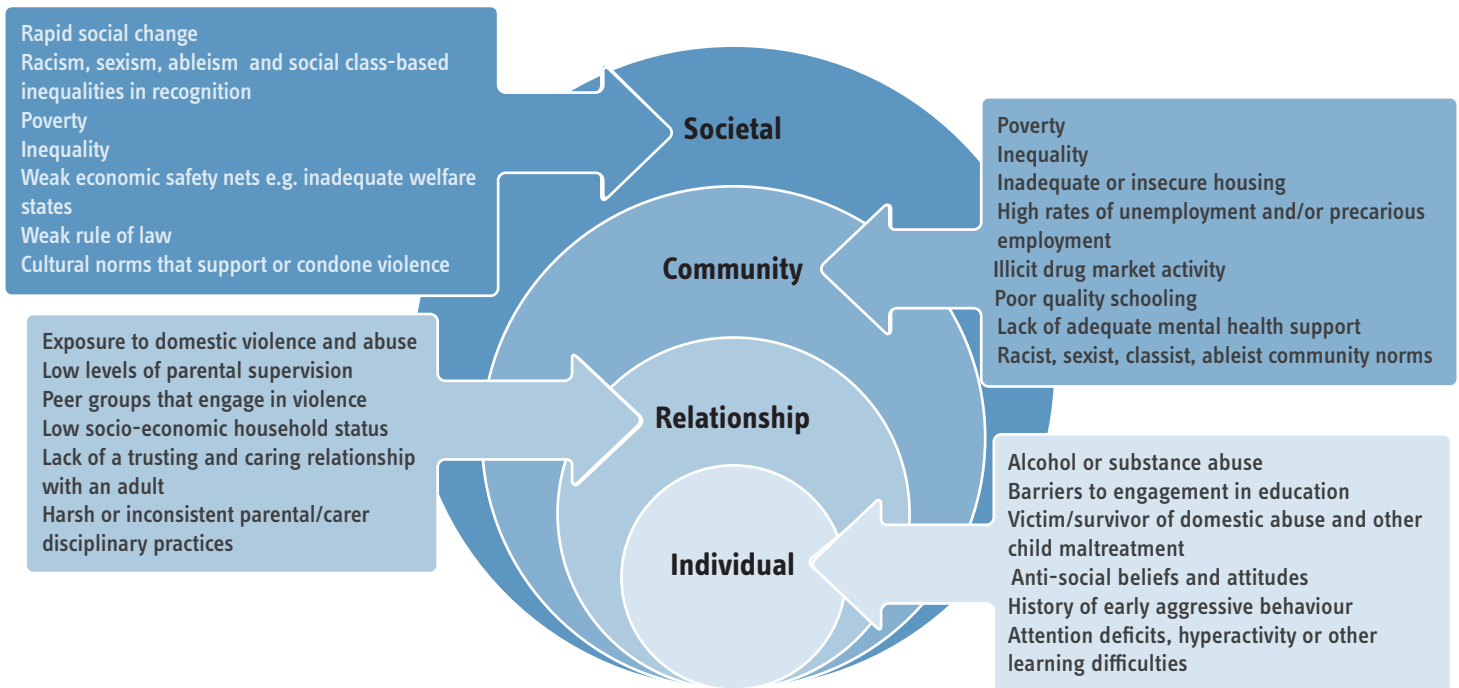 Rapid social change
Racism, sexism, ableism and social class-based
inequalities in recognition
Poverty
Inequality
Weak economic safety nets e.g. inadequate welfare
states
Weak rule of law
Cultural norms that support or condone violence
Societal
Poverty
Inequality
Inadequate or insecure housing
High rates of unemployment and/or precarious
employment
Illicit drug market activity
Poor quality schooling
Lack of adequate mental health support
Racist, sexist, classist, ableist community norms
Community
Exposure to domestic violence and abuse
Low levels of parental supervision
Peer groups that engage in violence
Low socio-economic household status
Lack of a trusting and caring relationship
with an adult
Harsh or inconsistent parental/carer
disciplinary practices
Relationship
Alcohol or substance abuse
Barriers to engagement in education
Victim/survivor of domestic abuse and other
child maltreatment
Anti-social beliefs and attitudes
History of early aggressive behaviour
Attention deficits, hyperactivity or other
learning difficulties
Individual